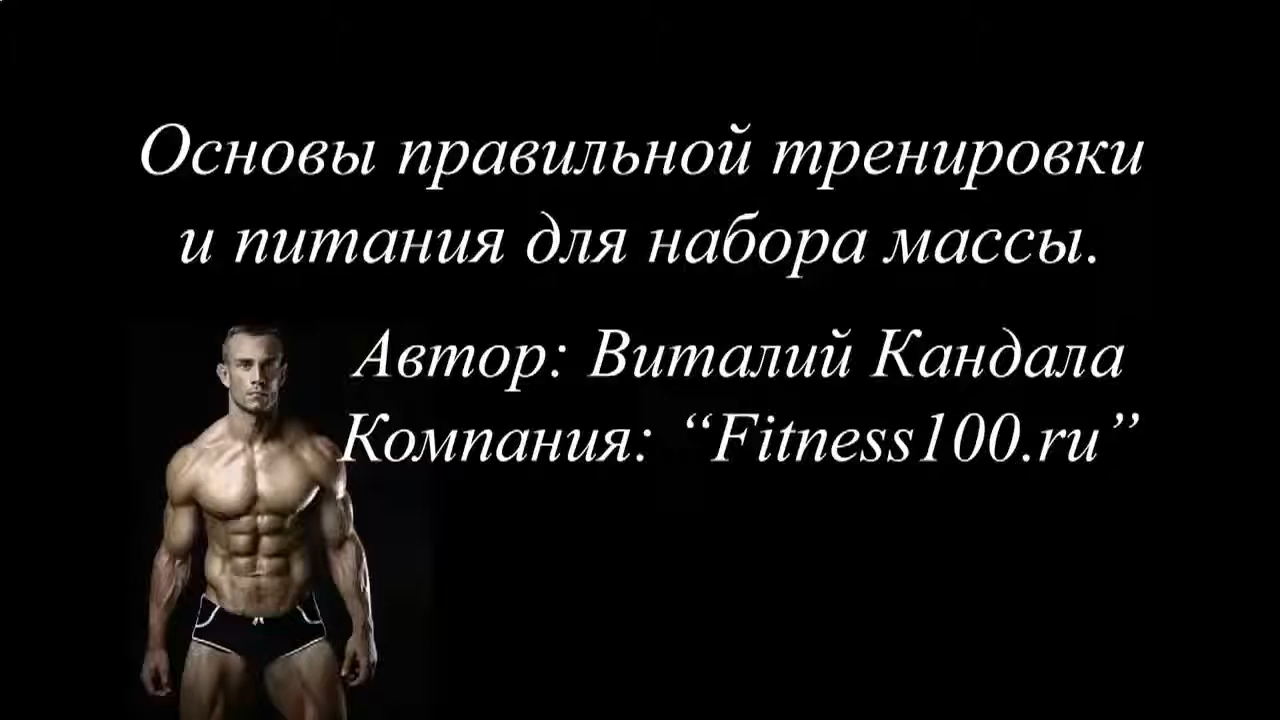 Основы правильной тренировки
и питания для набора массы.
Автор: Виталий Кандала
Компания: “Fitness100.ru”